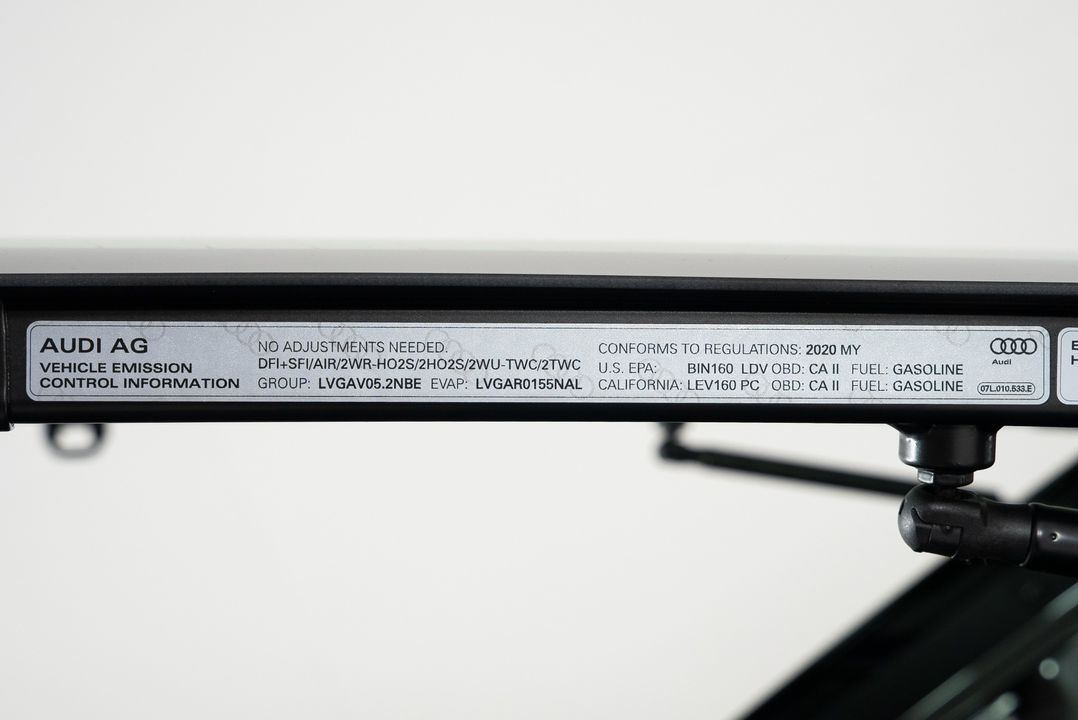 AUDI AG
VEHICLE EMISSION
CONTROL INFORMATION
NO ADJUSTMENTS NEEDED.
DFI+SFI/AIR/2WR-HO2S/2HO2S/2WU-TWC/2TWC
GROUP: LVGAV05.2NBE EVAP: LVGAR0155NAL
CONFORMS TO REGULATIONS: 2020 MY
U.S. EPA: BIN160 LDV OBD: CA II FUEL: GASOLINE
CALIFORNIA: LEV160 PC OBD: CA II FUEL: GASOLINE
Audi
07L.010.533.E